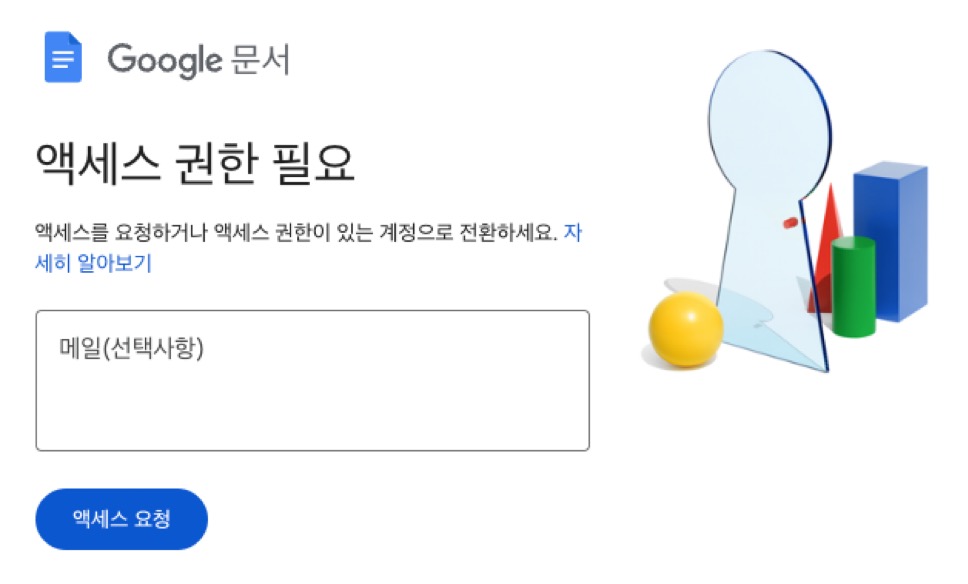 Google 문서
액세스 권한 필요
액세스를 요청하거나 액세스 권한이 있는 계정으로 전환하세요. 자
세히 알아보기
메일(선택사항)
액세스 요청